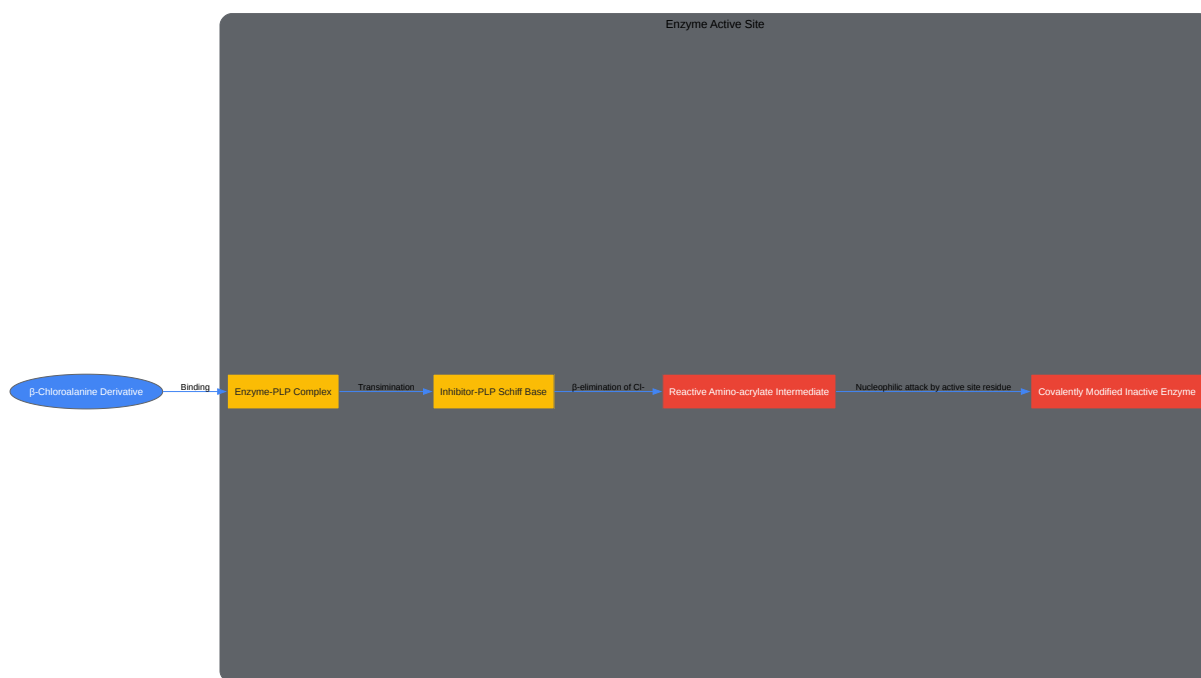 Enzyme Active Site
β-Chloroalanine Derivative
Binding
Enzyme-PLP Complex
Transimination
Inhibitor-PLP Schiff Base
β-elimination of Cl-
Reactive Amino-acrylate Intermediate
Nucleophilic attack by active site residue
Covalently Modified Inactive Enzyme